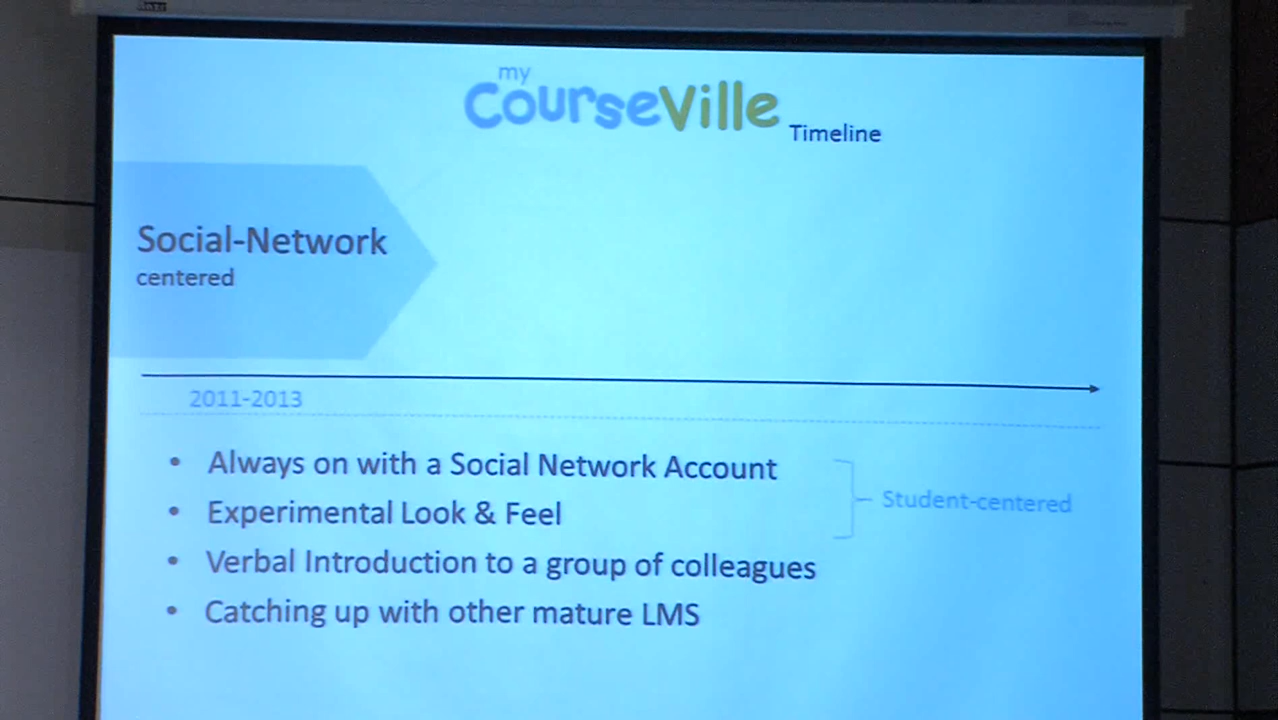 my
CourseVille
Timeline
Social-Network
centered
2011-2013
• Always on with a Social Network Account
• Experimental Look & Feel
Student-centered
• Verbal Introduction to a group of colleagues
• Catching up with other mature LMS